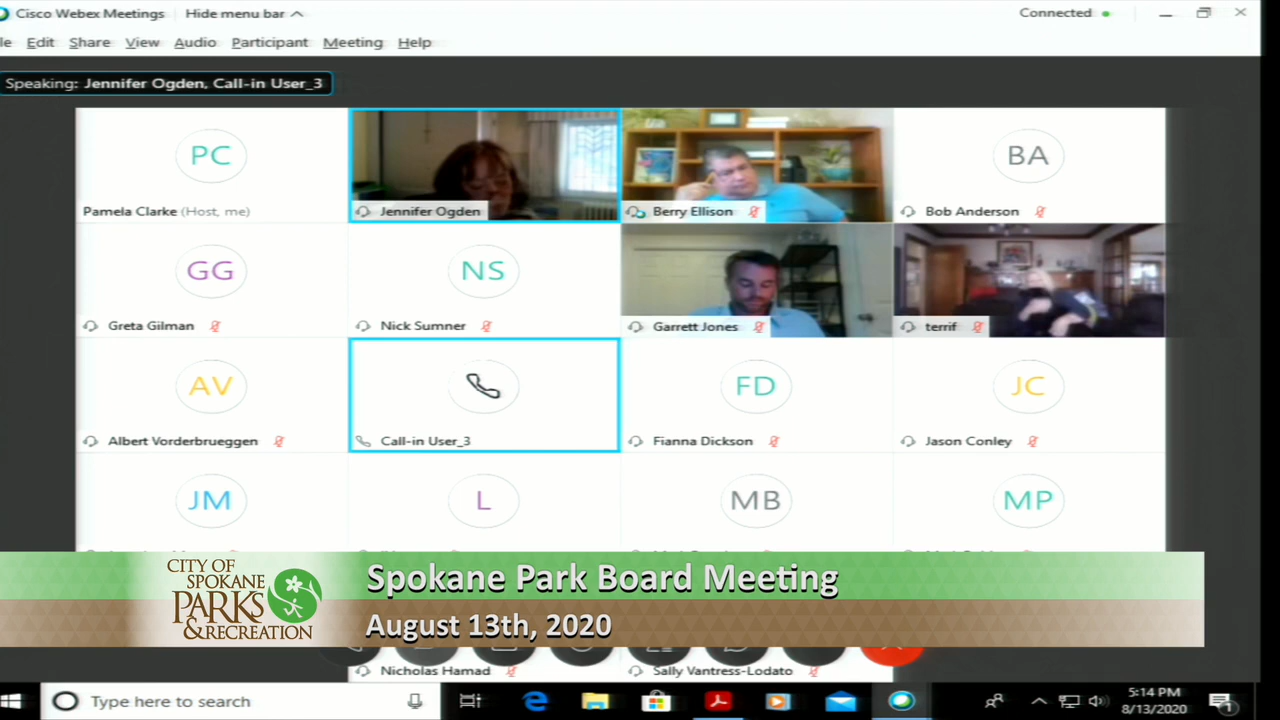 Cisco Webex Meetings Hide menu bar Connected
le Edit Share View Audio Participant Meeting Help
Speaking: Jennifer Ogden, Call-in User_3
PC
BA
Pamela Clarke (Host, me)
Jennifer Ogden
Berry Ellison
Bob Anderson
GG
NS
Greta Gilman
Nick Sumner
Garrett Jones
terrif
AV
FD
JC
Albert Vorderbrueggen
Call-in User_3
Fianna Dickson
Jason Conley
JM
L
MB
MP
CITY OF
SPOKANE
PARKS
&RECREATION
Spokane Park Board Meeting
August 13th, 2020
Nicholas Hamad
Sally Vantress-Lodato
Type here to search
5:14 PM
8/13/2020
1